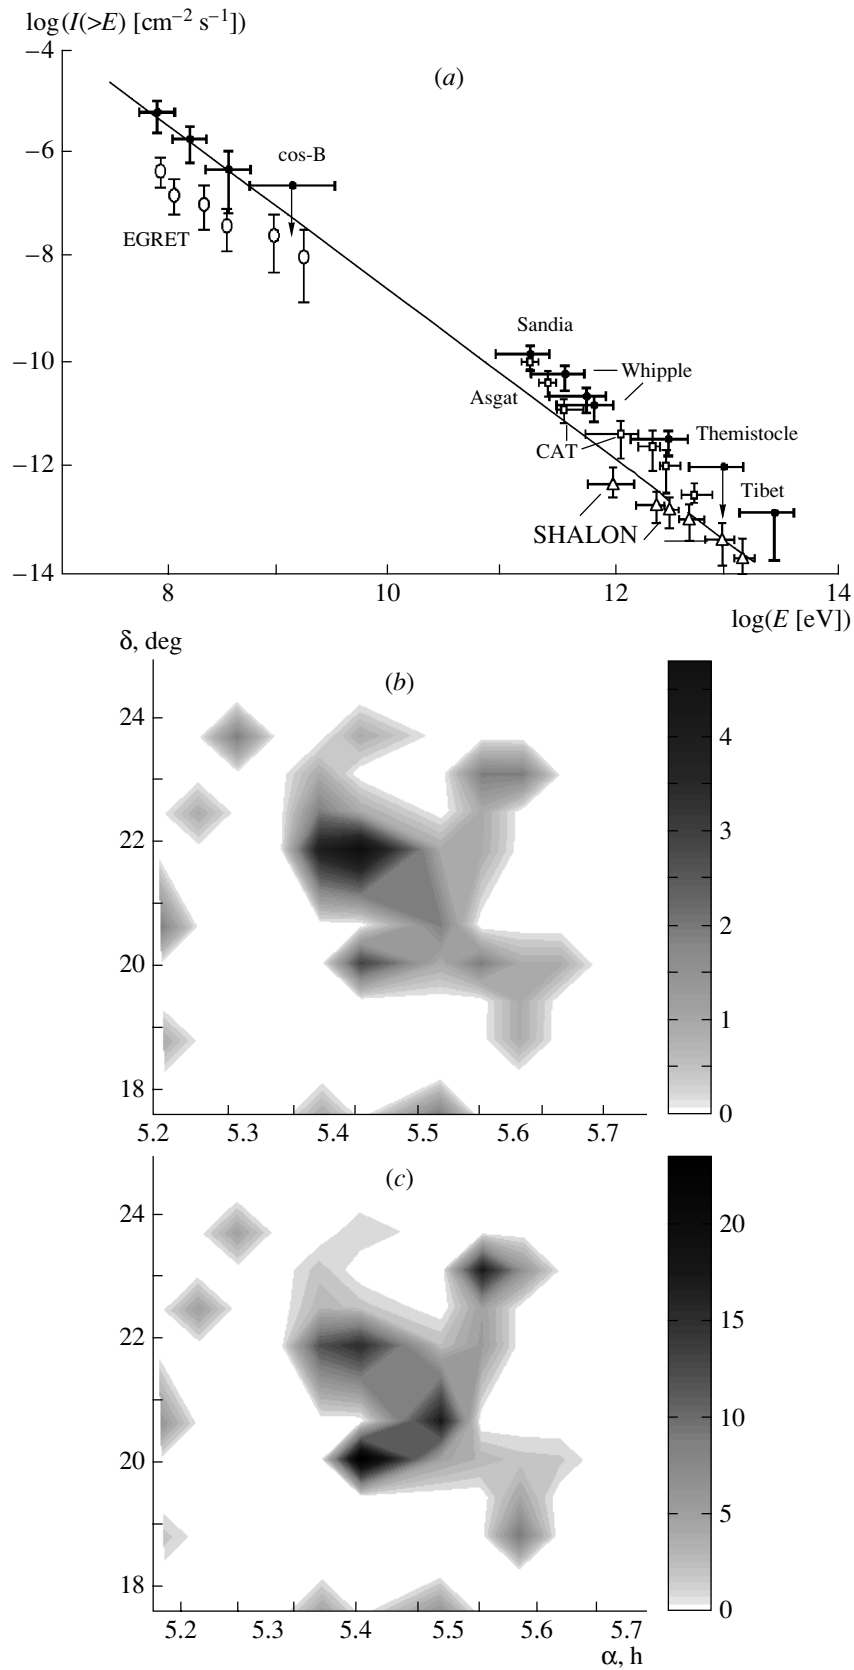 log(I(>E) [cm−2 s−1])
−4
(a)
−6
cos-B
EGRET
−8
Sandia
−10
Whipple
Asgat
Themistocle
CAT
−12
Tibet
SHALON
−14
8
10
12
14
log(E [eV])
δ, deg
(b)
24
4
22
3
2
20
1
18
0
5.2
5.3
5.4
5.5
5.6
5.7
(c)
24
20
22
15
10
20
5
18
0
5.2
5.3
5.4
5.5
5.6
5.7
α, h